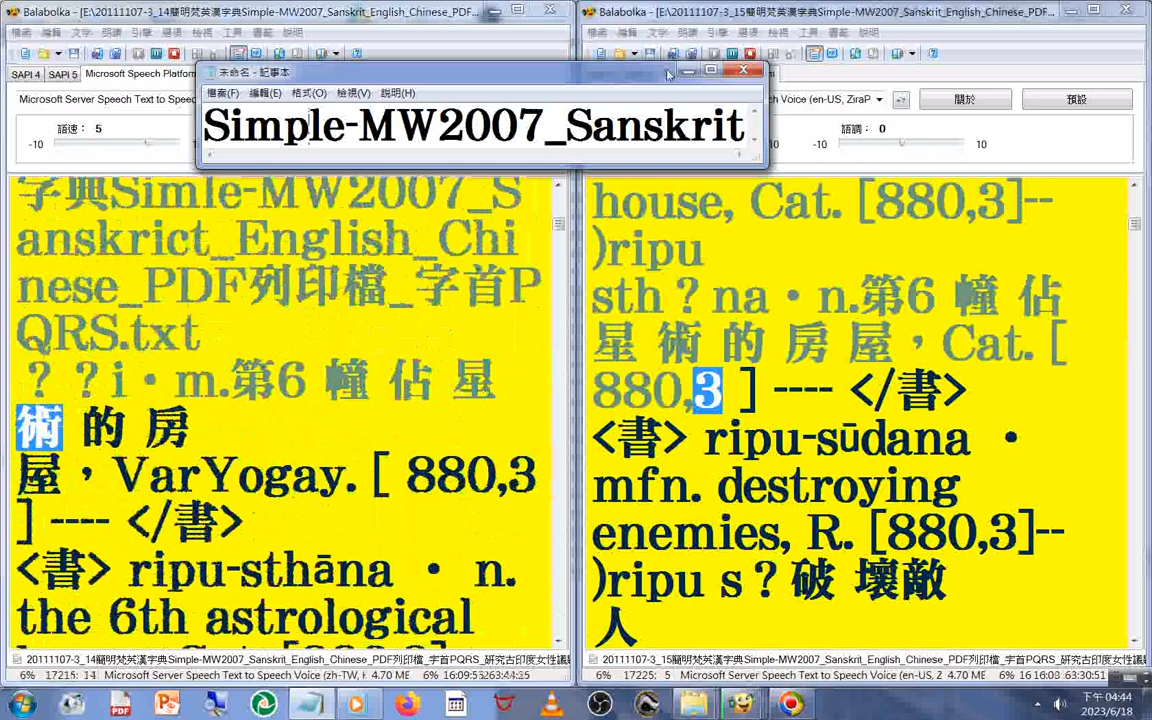 Balabolka - [E:\20111107-3_14簡明梵英漢字典Simple-MW2007_Sanskrit_English_Chinese_PDF...
Balabolka - [E:\20111107-3_15簡明梵英漢字典Simple-MW2007_Sanskrit_English_Chinese_PDF...
SAPI 4
SAPI 5
Microsoft Speech Platform
Microsoft Server Speech Text to Spee
Voice (en-US, ZiraP
關於
預設
語速: 5
語調: 0
-10
-10
10
未命名 - 記事本
檔案(F) 編輯(E) 格式(O) 檢視(V) 說明(H)
Simple-MW2007_Sanskrit
字典Simle-MW2007_S
anskrict_English_Chi
nese_PDF列印檔_字首P
QRS.txt
? ?i • m.第6 幢 佔 星
術 的 房
屋,VarYogay. [ 880,3
] ---- </書>
<書> ripu-sthāna • n.
the 6th astrological
house, Cat. [880,3]--
)ripu
sth ? na • n.第6 幢 佔
星 術 的 房 屋,Cat. [
880,3 ] ---- </書>
<書> ripu-sūdana •
mfn. destroying
enemies, R. [880,3]--
)ripu s ? 破 壞敵
人
20111107-3_14簡明梵英漢字典Simple-MW2007_Sanskrit_English_Chinese_PDF列印檔_字首PQRS_研究古印度女性議
20111107-3_15簡明梵英漢字典Simple-MW2007_Sanskrit_English_Chinese_PDF列印檔_字首PQRS_研究古印度女性議
6% 17215: 14 Microsoft Server Speech Text to Speech Voice (zh-TW, H 4.70 ME
6% 17225: 5 Microsoft Server Speech Text to Speech Voice (en-US, Z 4.70 ME 16 16:08 63:30:51
下午 04:44
2023/6/18